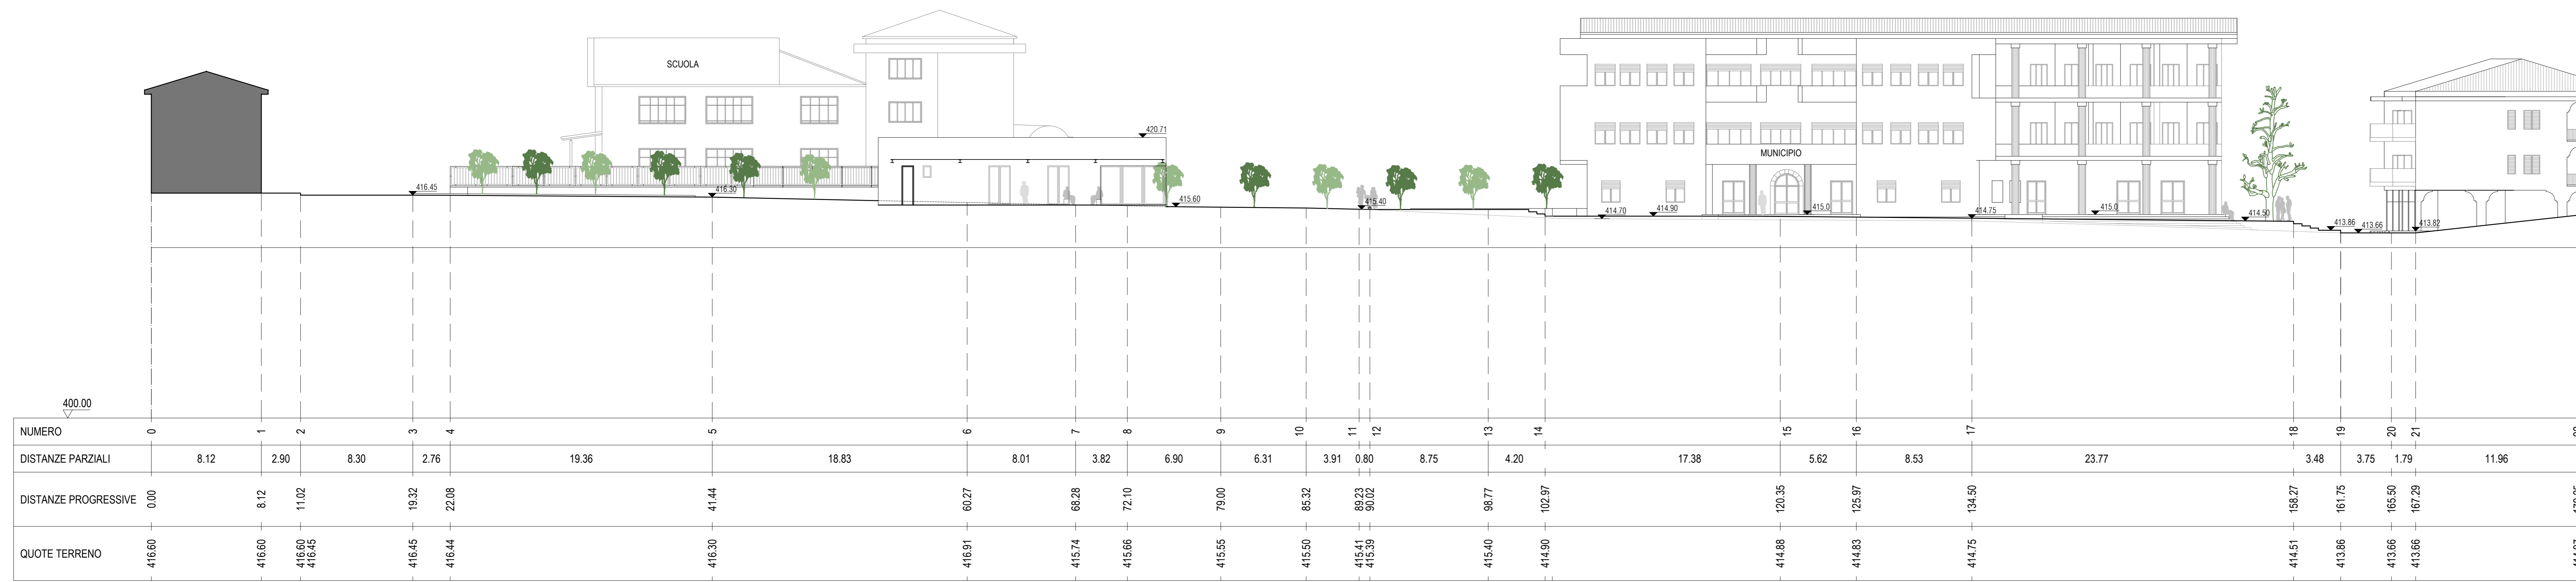 SCUOLA
420.71
MUNICIPIO
416.45
416.30
415.60
415.40
414.70
414.90
415.0
414.75
415.0
414.50
413.86
413.66
413.82
400.00
NUMERO 0 1 2 3 4 5 6 7 8 9 10 11 12 13 14 15 16 17 18 19 20 21
DISTANZE PARZIALI 8.12 2.90 8.30 2.76 19.36 18.83 8.01 3.82 6.90 6.31 3.91 0.80 8.75 4.20 17.38 5.62 8.53 23.77 3.48 3.75 1.79 11.96
DISTANZE PROGRESSIVE 0.00 8.12 11.02 19.32 22.08 41.44 60.27 68.28 72.10 79.00 85.32 89.23 90.02 98.77 102.97 120.35 125.97 134.50 158.27 161.75 165.50 167.29
QUOTE TERRENO 416.60 416.60 416.60 416.45 416.45 416.44 416.30 416.91 415.74 415.66 415.55 415.50 415.41 415.39 415.40 414.90 414.88 414.83 414.75 414.51 413.86 413.66 413.66